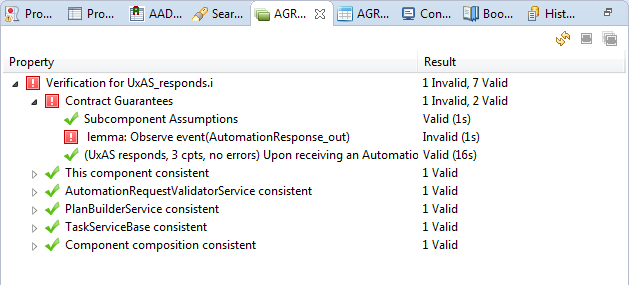 Pro... Pro... AAD... Sear... AGR... AGR... Con... Boo... Hist...
Property Result
Verification for UxAS_responds.i 1 Invalid, 7 Valid
Contract Guarantees 1 Invalid, 2 Valid
Subcomponent Assumptions Valid (1s)
lemma: Observe event(AutomationResponse_out) Invalid (1s)
(UxAS responds, 3 cpts, no errors) Upon receiving an Automatio Valid (16s)
This component consistent 1 Valid
AutomationRequestValidatorService consistent 1 Valid
PlanBuilderService consistent 1 Valid
TaskServiceBase consistent 1 Valid
Component composition consistent 1 Valid